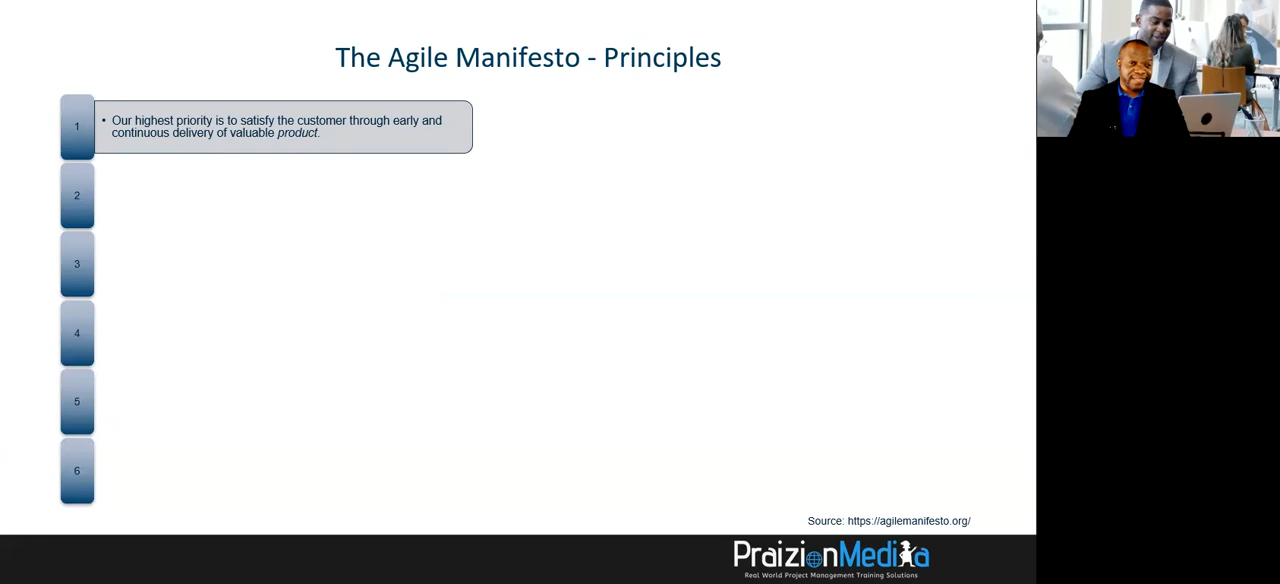 The Agile Manifesto - Principles
1
• Our highest priority is to satisfy the customer through early and
continuous delivery of valuable product.
2
3
4
5
6
Source: https://agilemanifesto.org/
PraizionMedia
Real World Project Management Training Solutions